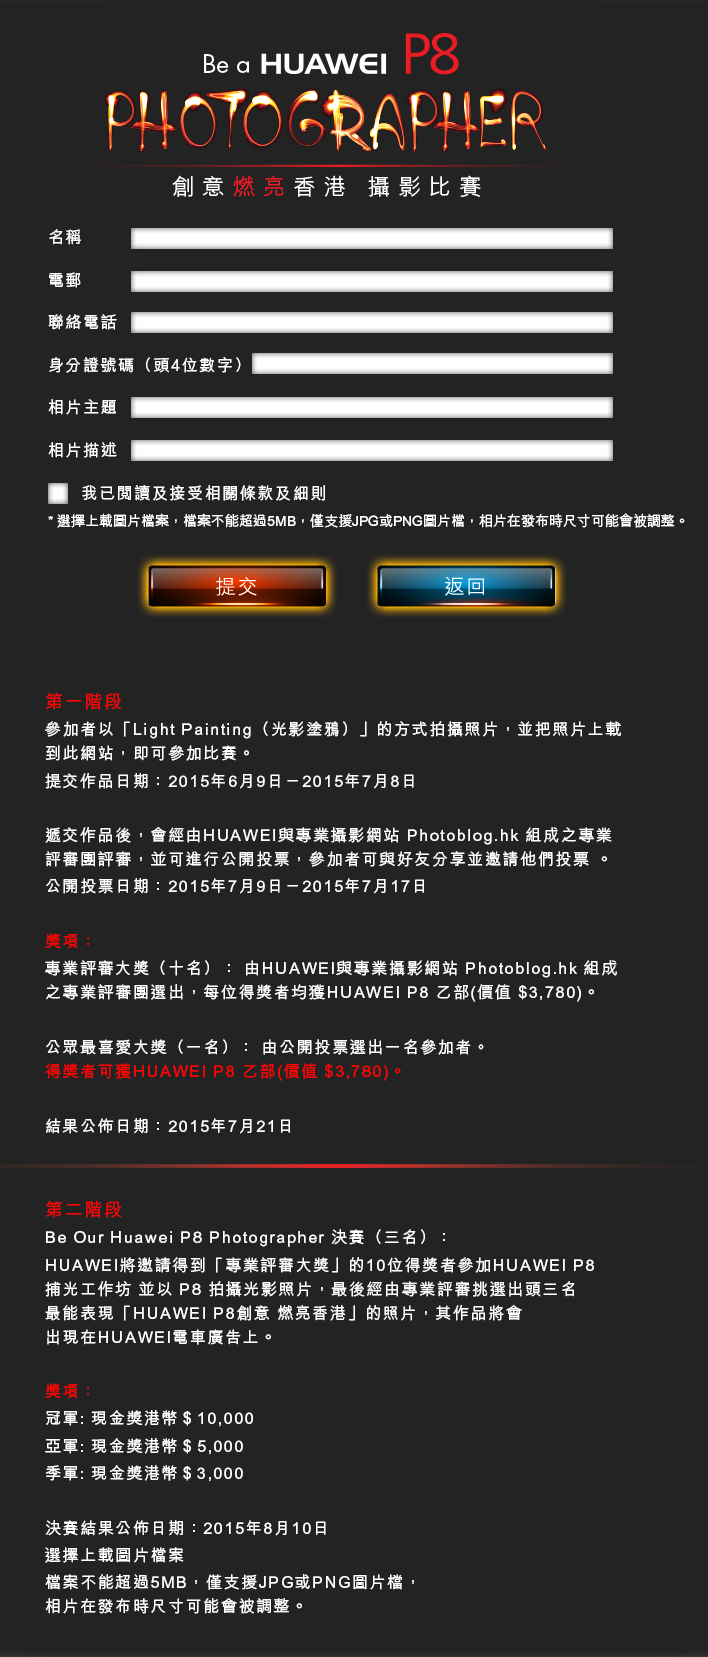 Be a HUAWEI P8
PHOTOGRAPHER
創意燃亮香港 攝影比賽
名稱
電郵
聯絡電話
身分證號碼（頭4位數字）
相片主題
相片描述
我已閱讀及接受相關條款及細則
* 選擇上載圖片檔案，檔案不能超過5MB，僅支援JPG或PNG圖片檔，相片在發布時尺寸可能會被調整。
提交
返回
第一階段
參加者以「Light Painting（光影塗鴉）」的方式拍攝照片，並把照片上載
到此網站，即可參加比賽。
提交作品日期：2015年6月9日－2015年7月8日
遞交作品後，會經由HUAWEI與專業攝影網站 Photoblog.hk 組成之專業
評審團評審，並可進行公開投票，參加者可與好友分享並邀請他們投票 。
公開投票日期：2015年7月9日－2015年7月17日
獎項：
專業評審大獎（十名）： 由HUAWEI與專業攝影網站 Photoblog.hk 組成
之專業評審團選出，每位得獎者均獲HUAWEI P8 乙部(價值 $3,780)。
公眾最喜愛大獎（一名）： 由公開投票選出一名參加者。
得獎者可獲HUAWEI P8 乙部(價值 $3,780)。
結果公佈日期：2015年7月21日
第二階段
Be Our Huawei P8 Photographer 決賽（三名）：
HUAWEI將邀請得到「專業評審大獎」的10位得獎者參加HUAWEI P8
捕光工作坊 並以 P8 拍攝光影照片，最後經由專業評審挑選出頭三名
最能表現「HUAWEI P8創意 燃亮香港」的照片，其作品將會
出現在HUAWEI電車廣告上。
獎項：
冠軍: 現金獎港幣＄10,000
亞軍: 現金獎港幣＄5,000
季軍: 現金獎港幣＄3,000
決賽結果公佈日期：2015年8月10日
選擇上載圖片檔案
檔案不能超過5MB，僅支援JPG或PNG圖片檔，
相片在發布時尺寸可能會被調整。